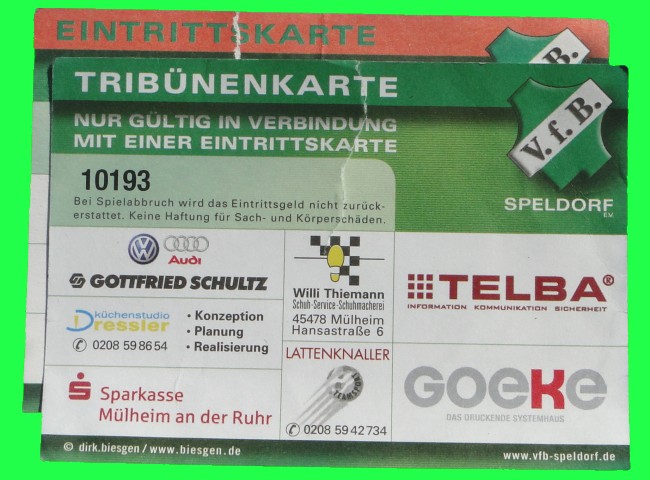 EINTRITTSKARTE
B.
TRIBÜNENKARTE
NUR GÜLTIG IN VERBINDUNG
MIT EINER EINTRITTSKARTE
V. f. B.
10193
Bei Spielabbruch wird das Eintrittsgeld nicht zurück-
erstattet. Keine Haftung für Sach- und Körperschäden.
SPELDORF
E.V.
Audi
GOTTFRIED SCHULTZ
Willi Thiemann
Schuh-Service-Schuhmacherei
45478 Mülheim
Hansastraße 6
TELBA®
INFORMATION KOMMUNIKATION SICHERHEIT
küchenstudio
Dressler
0208 59 86 54
• Konzeption
• Planung
• Realisierung
LATTENKNALLER
TEAMSPORT
0208 59 42 734
Sparkasse
Mülheim an der Ruhr
GOEKE
DAS DRUCKENDE SYSTEMHAUS
© dirk.biesgen / www.biesgen.de
www.vfb-speldorf.de